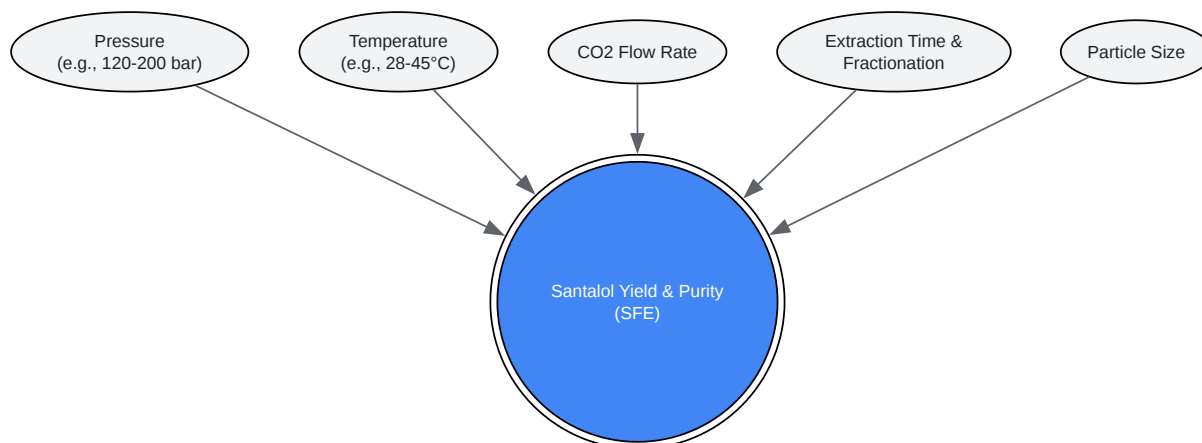 Pressure
(e.g., 120-200 bar)
Temperature
(e.g., 28-45°C)
CO2 Flow Rate
Extraction Time &
Fractionation
Particle Size
Santalol Yield & Purity
(SFE)